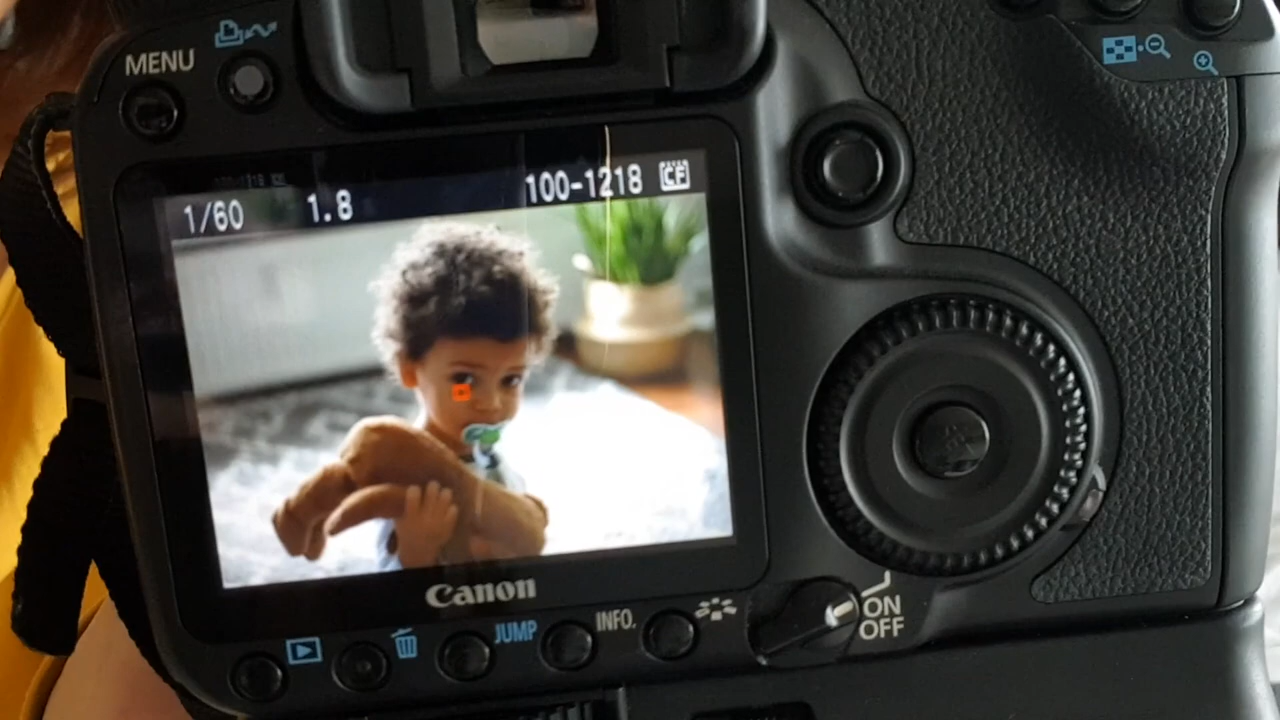 MENU
1/60 1.8 100-1218 CF
Canon
JUMP INFO.
ON
OFF